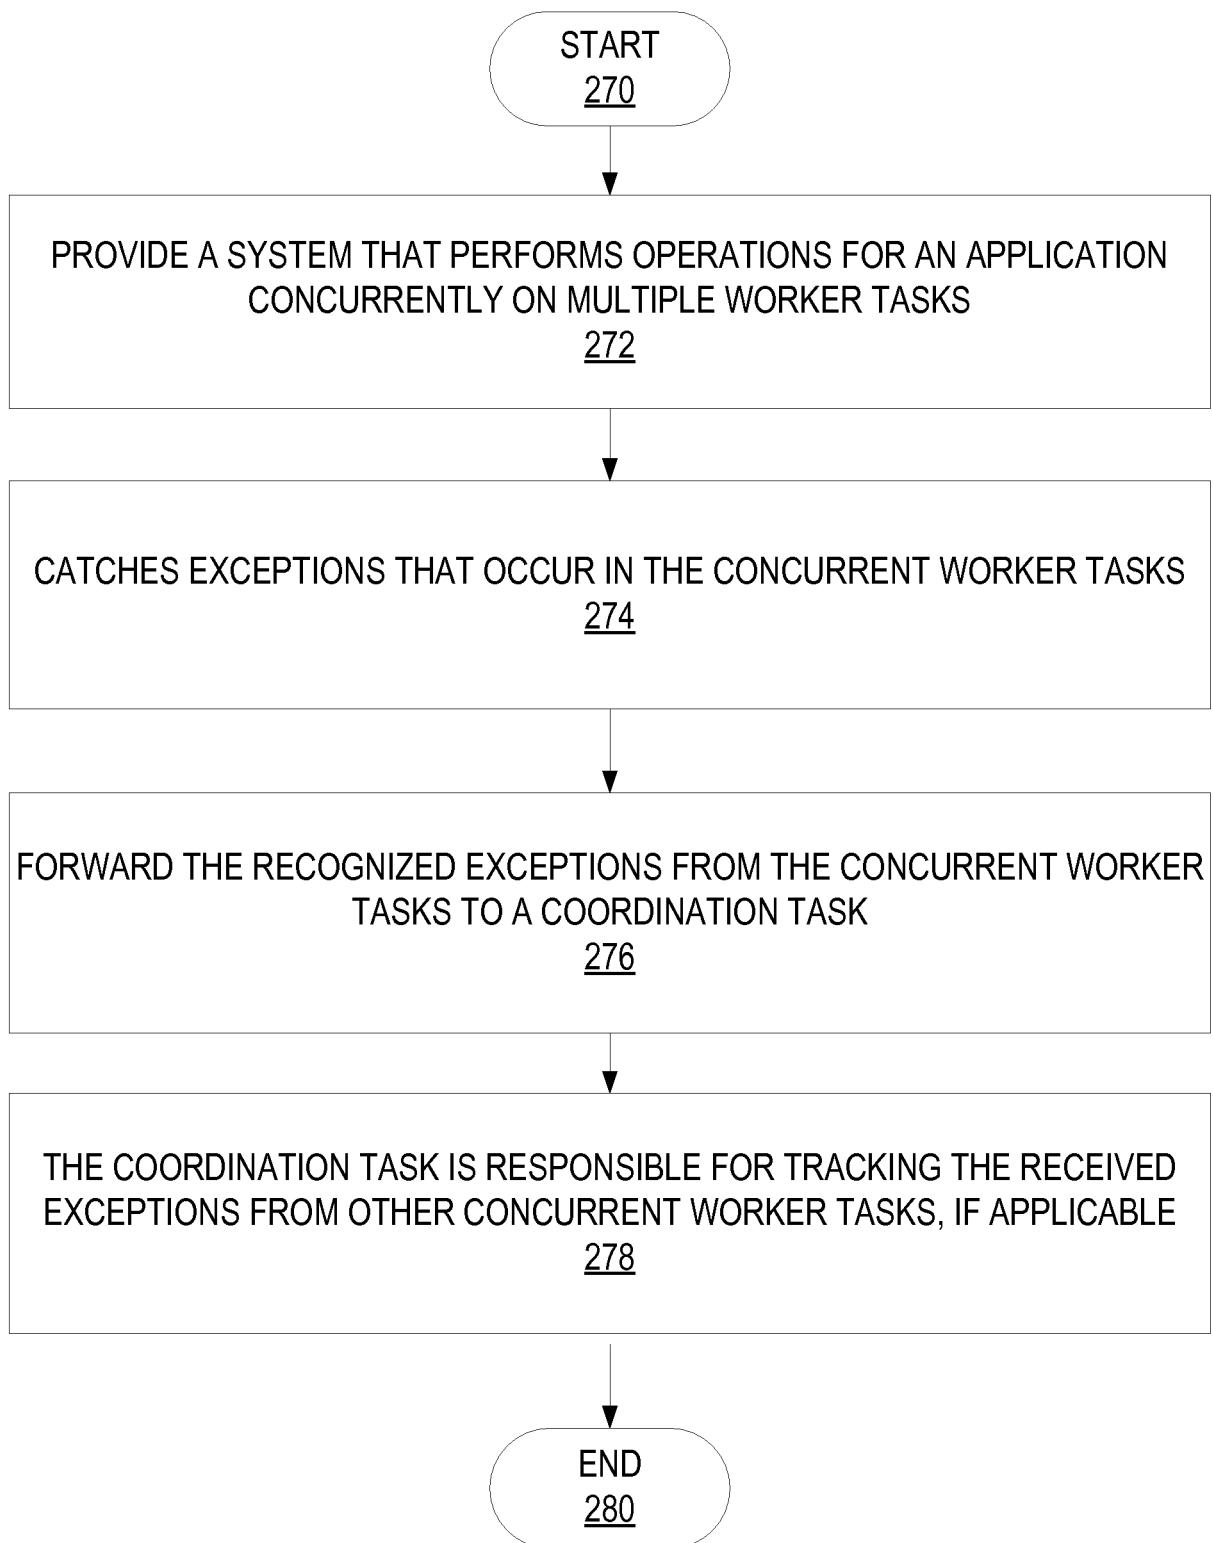 START
270
PROVIDE A SYSTEM THAT PERFORMS OPERATIONS FOR AN APPLICATION
CONCURRENTLY ON MULTIPLE WORKER TASKS
272
CATCHES EXCEPTIONS THAT OCCUR IN THE CONCURRENT WORKER TASKS
274
FORWARD THE RECOGNIZED EXCEPTIONS FROM THE CONCURRENT WORKER
TASKS TO A COORDINATION TASK
276
THE COORDINATION TASK IS RESPONSIBLE FOR TRACKING THE RECEIVED
EXCEPTIONS FROM OTHER CONCURRENT WORKER TASKS, IF APPLICABLE
278
END
280